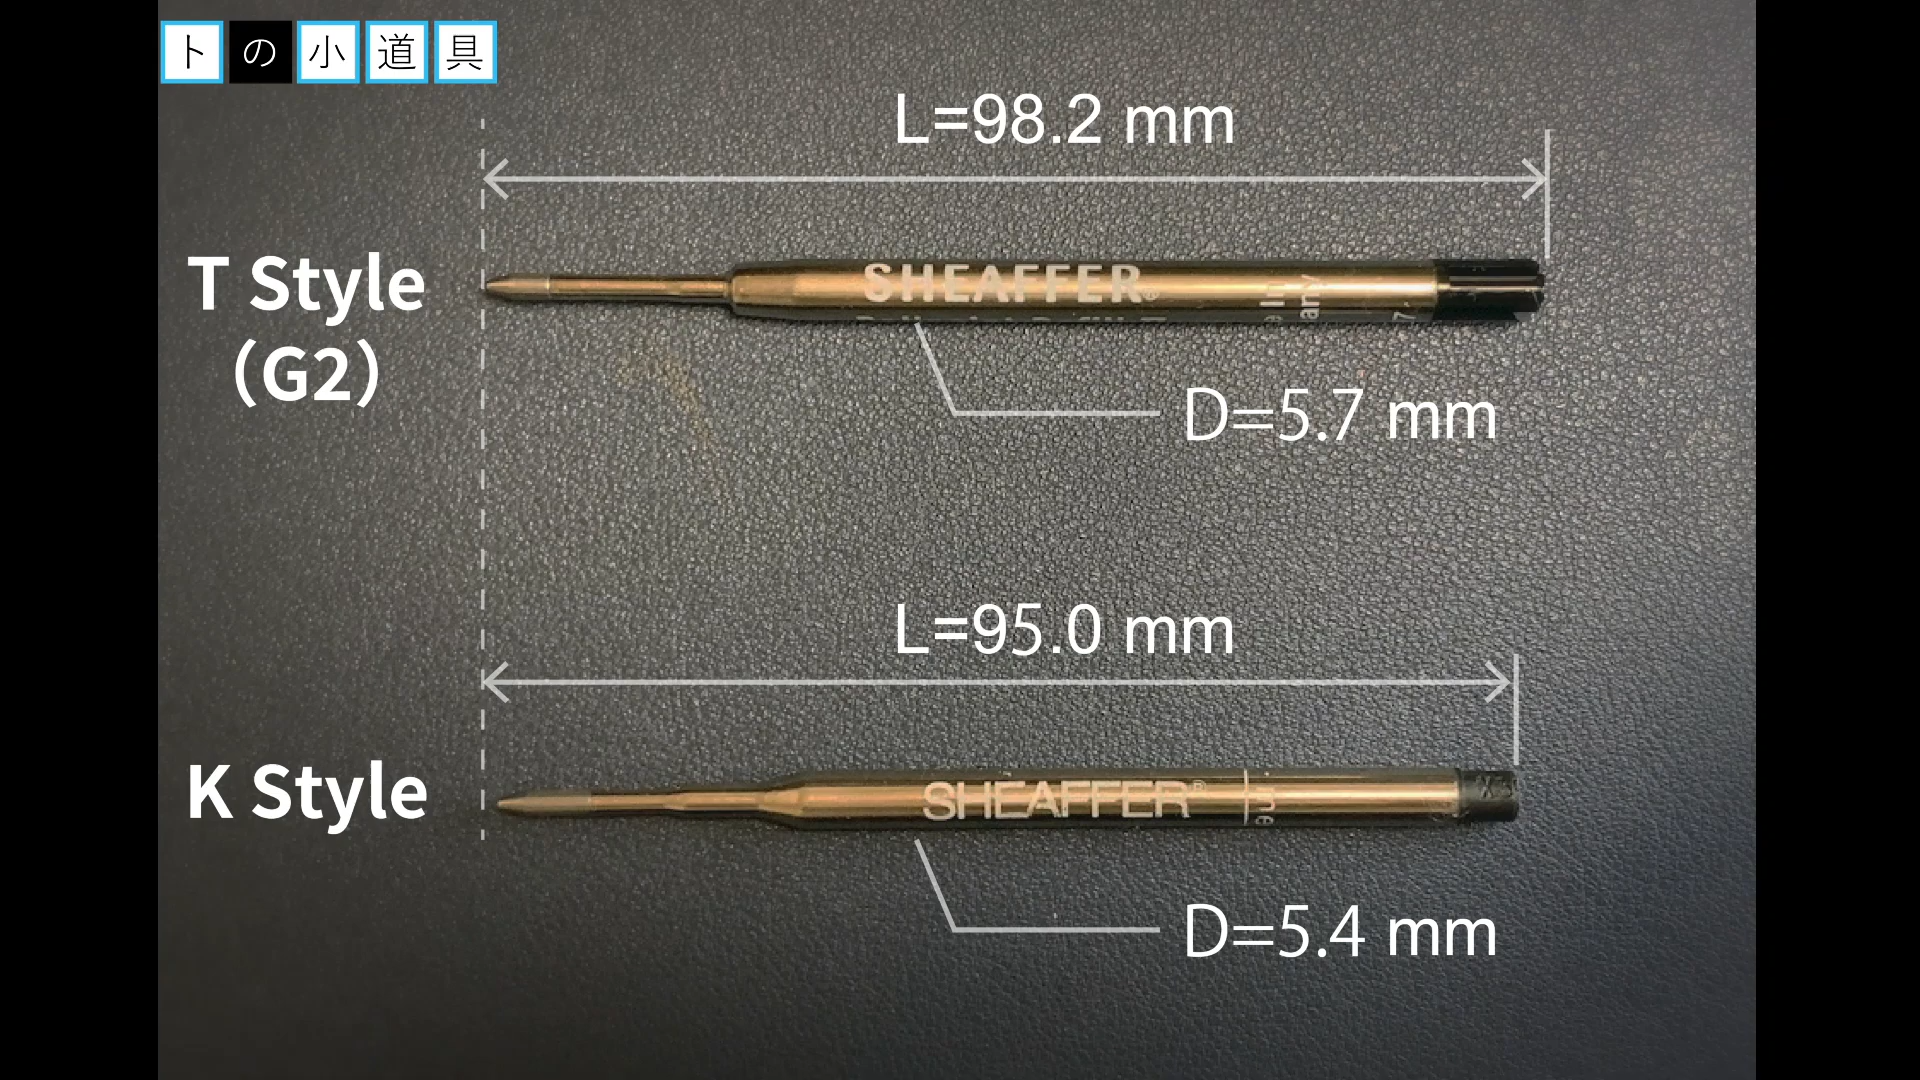 トの小道具
L=98.2 mm
T Style
(G2)
SHEAFFER®
D=5.7 mm
L=95.0 mm
K Style
SHEAFFER®
D=5.4 mm